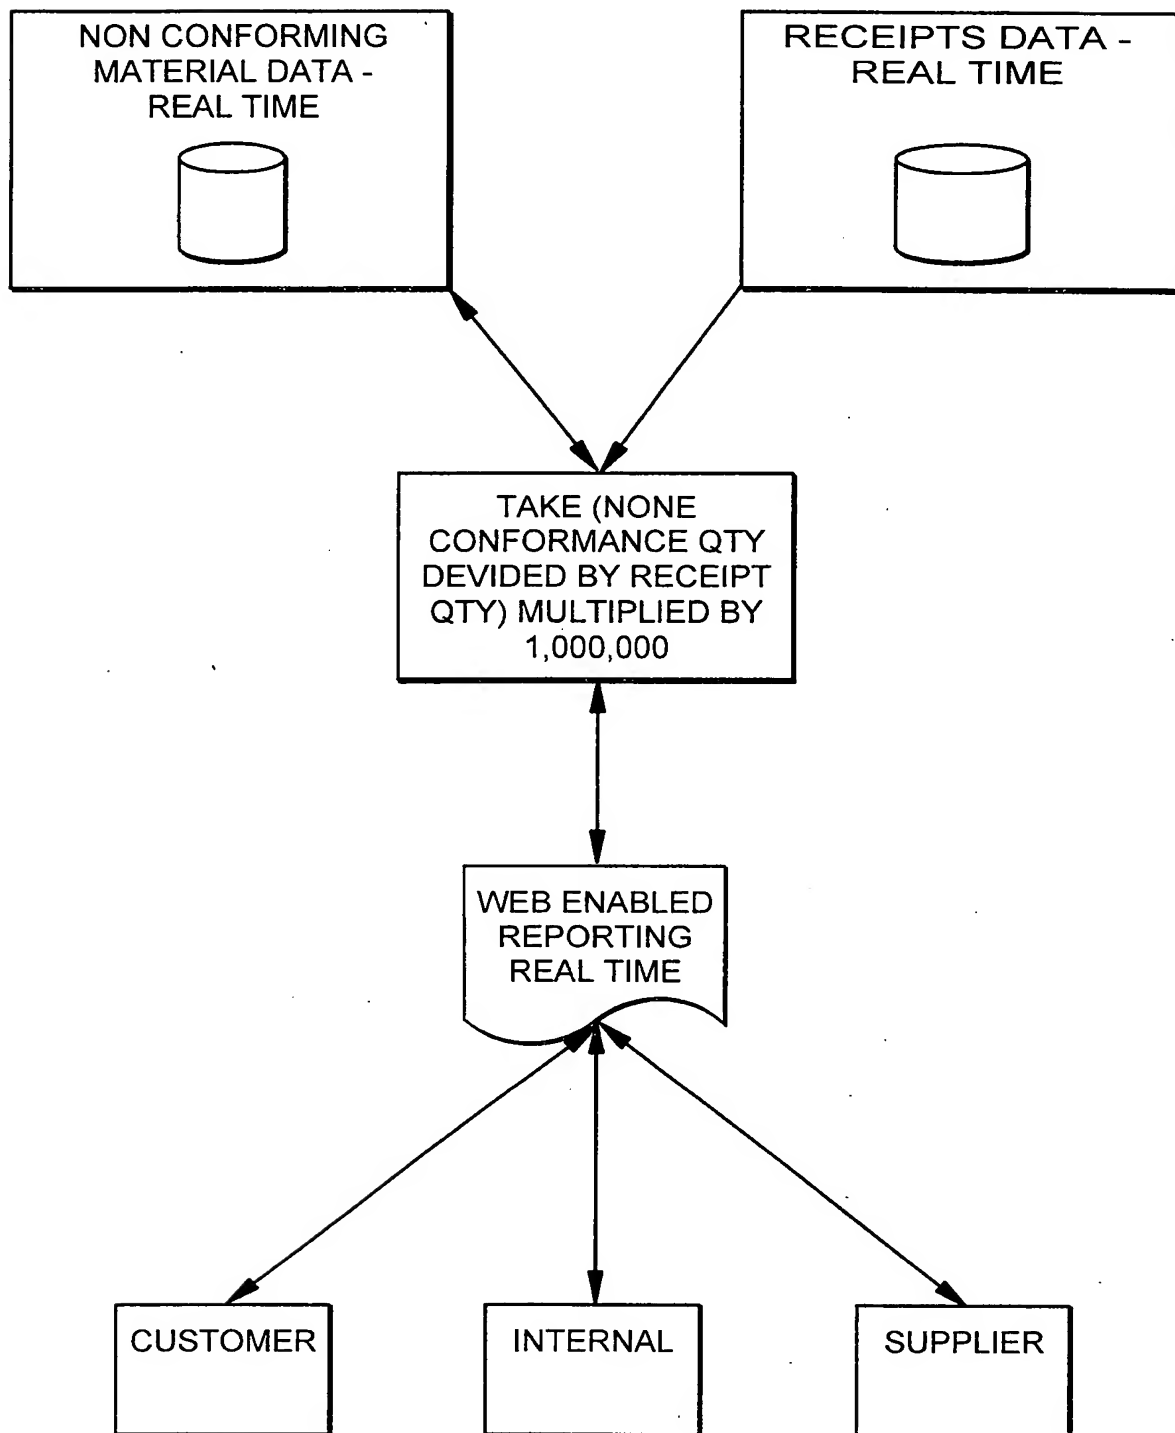 NON CONFORMING
MATERIAL DATA -
REAL TIME
RECEIPTS DATA -
REAL TIME
TAKE (NONE
CONFORMANCE QTY
DEVIDED BY RECEIPT
QTY) MULTIPLIED BY
1,000,000
WEB ENABLED
REPORTING
REAL TIME
CUSTOMER
INTERNAL
SUPPLIER